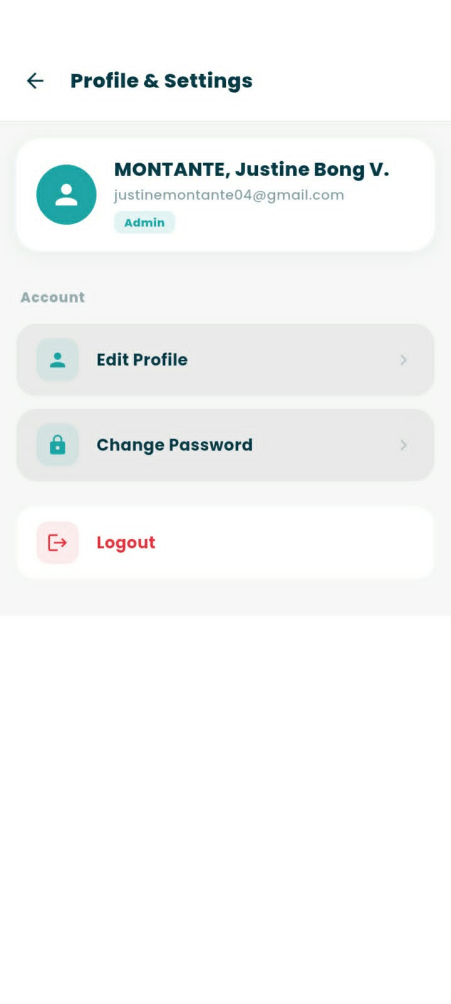 Profile & Settings
MONTANTE, Justine Bong V.
justinemontante04@gmail.com
Admin
Account
Edit Profile
Change Password
Logout